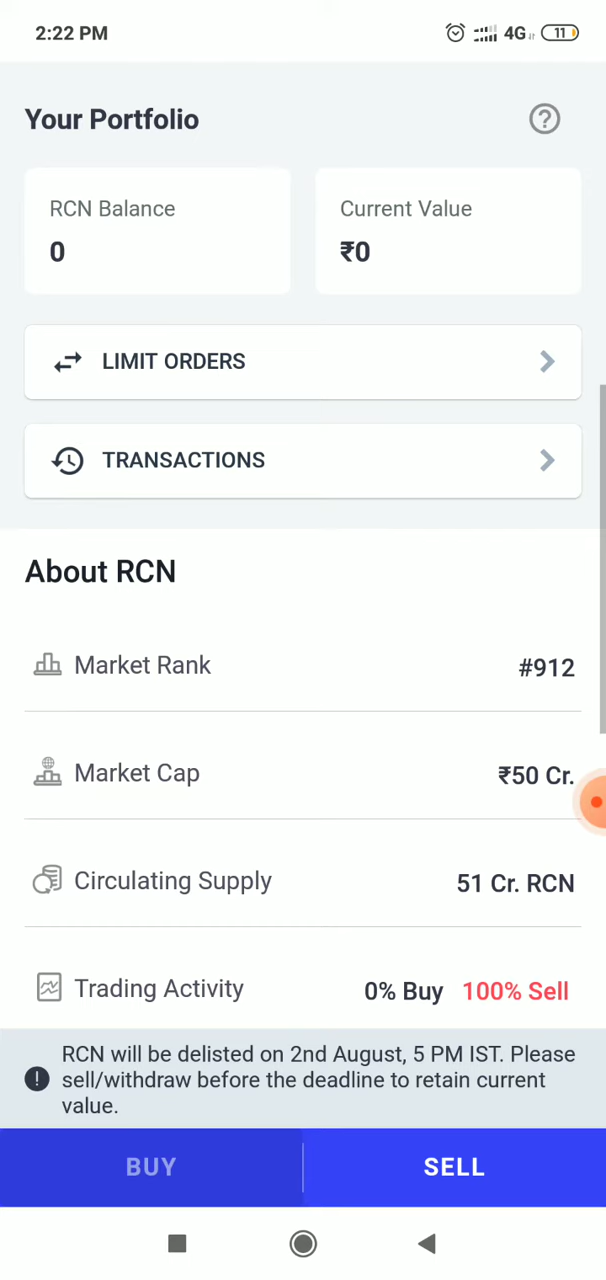 2:22 PM 4G 11
Your Portfolio
RCN Balance Current Value
0 ₹0
LIMIT ORDERS
TRANSACTIONS
About RCN
Market Rank #912
Market Cap ₹50 Cr.
Circulating Supply 51 Cr. RCN
Trading Activity 0% Buy 100% Sell
RCN will be delisted on 2nd August, 5 PM IST. Please
sell/withdraw before the deadline to retain current
value.
BUY SELL